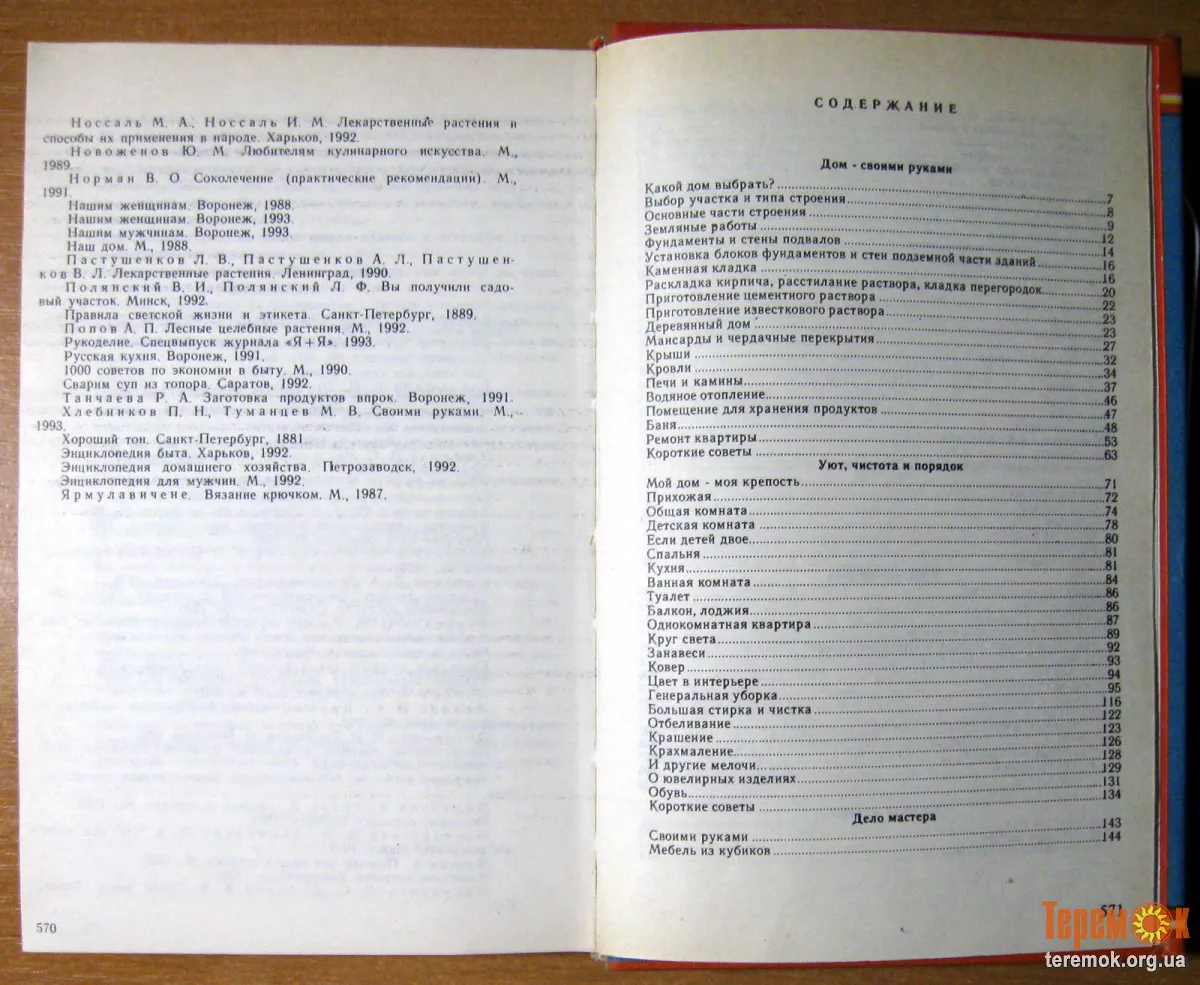 Носсаль М. А., Носсаль И. М. Лекарственные растения и
способы их применения в народе. Харьков, 1992.
Новоженов Ю. М. Любителям кулинарного искусства. М.,
1989.
Норман В. О. Соколечение (практические рекомендации). М.,
1991.
Нашим женщинам. Воронеж, 1988.
Нашим женщинам. Воронеж, 1993.
Нашим мужчинам. Воронеж, 1993.
Наш дом. М., 1988.
Пастушенков Л. В., Пастушенков А. Л., Пастушен-
ков В. Л. Лекарственные растения. Ленинград, 1990.
Полянский В. И., Полянский Л. Ф. Вы получили садо-
вый участок. Минск, 1992.
Правила светской жизни и этикета. Санкт-Петербург, 1889.
Попов А. П. Лесные целебные растения. М., 1992.
Рукоделие. Спецвыпуск журнала «Я+Я». 1993.
Русская кухня. Воронеж, 1991.
1000 советов по экономии в быту. М., 1990.
Сварим суп из топора. Саратов, 1992.
Танчаева Р. А. Заготовка продуктов впрок. Воронеж, 1991.
Хлебников П. Н., Туманцев М. В. Своими руками. М.,
1993.
Хороший тон. Санкт-Петербург, 1881.
Энциклопедия быта. Харьков, 1992.
Энциклопедия домашнего хозяйства. Петрозаводск, 1992.
Энциклопедия для мужчин. М., 1992.
Ярмулавичене. Вязание крючком. М., 1987.
570
СОДЕРЖАНИЕ
Дом - своими руками
Какой дом выбрать? 7
Выбор участка и типа строения 8
Основные части строения 9
Земляные работы 12
Фундаменты и стены подвалов 14
Установка блоков фундаментов и стен подземной части зданий 16
Каменная кладка 16
Раскладка кирпича, расстилание раствора, кладка перегородок 20
Приготовление цементного раствора 22
Приготовление известкового раствора 23
Деревянный дом 23
Мансарды и чердачные перекрытия 27
Крыши 32
Кровли 34
Печи и камины 37
Водяное отопление 46
Помещение для хранения продуктов 47
Баня 48
Ремонт квартиры 53
Короткие советы 63
Уют, чистота и порядок
Мой дом - моя крепость 71
Прихожая 72
Общая комната 74
Детская комната 78
Если детей двое 80
Спальня 81
Кухня 81
Ванная комната 84
Туалет 86
Балкон, лоджия 86
Однокомнатная квартира 87
Круг света 89
Занавеси 92
Ковер 93
Цвет в интерьере 94
Генеральная уборка 95
Большая стирка и чистка 116
Отбеливание 122
Крашение 123
Крахмаление 126
И другие мелочи 128
О ювелирных изделиях 129
Обувь 131
Короткие советы 134
Дело мастера
Своими руками 143
Мебель из кубиков 144
571
Теремок
teremok.org.ua